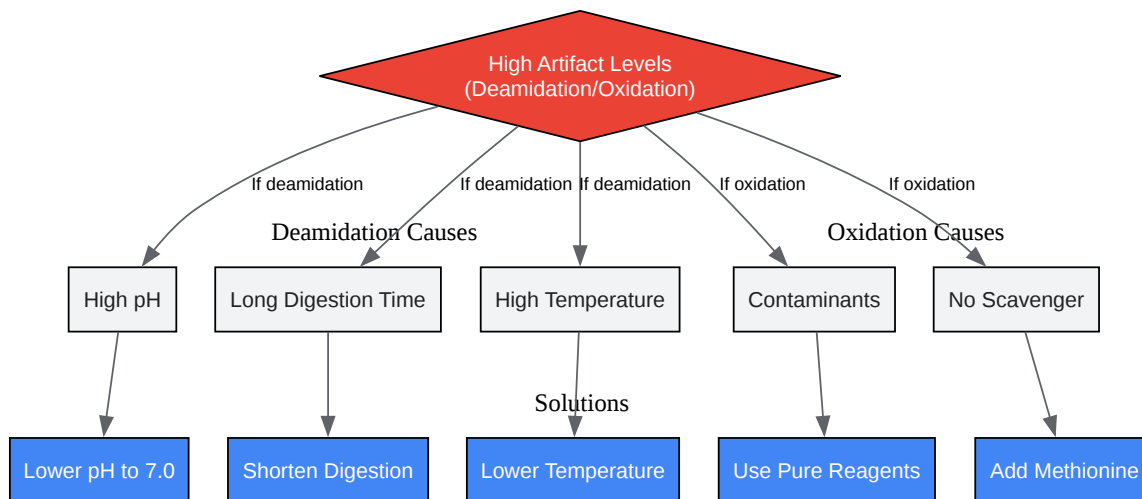 High Artifact Levels
(Deamidation/Oxidation)
If deamidation
If deamidation
If deamidation
If oxidation
If oxidation
Deamidation Causes
Oxidation Causes
High pH
Long Digestion Time
High Temperature
Contaminants
No Scavenger
Solutions
Lower pH to 7.0
Shorten Digestion
Lower Temperature
Use Pure Reagents
Add Methionine